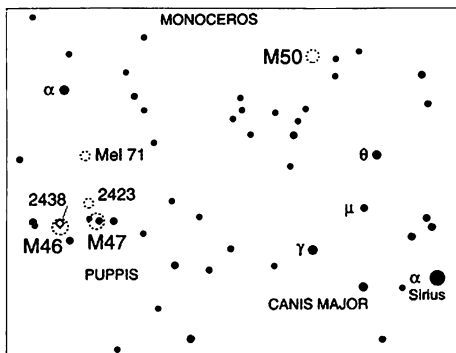 MONOCEROS
M50
α
Mel 71
θ
2438
2423
μ
M46
M47
γ
PUPPIS
α
Sirius
CANIS MAJOR